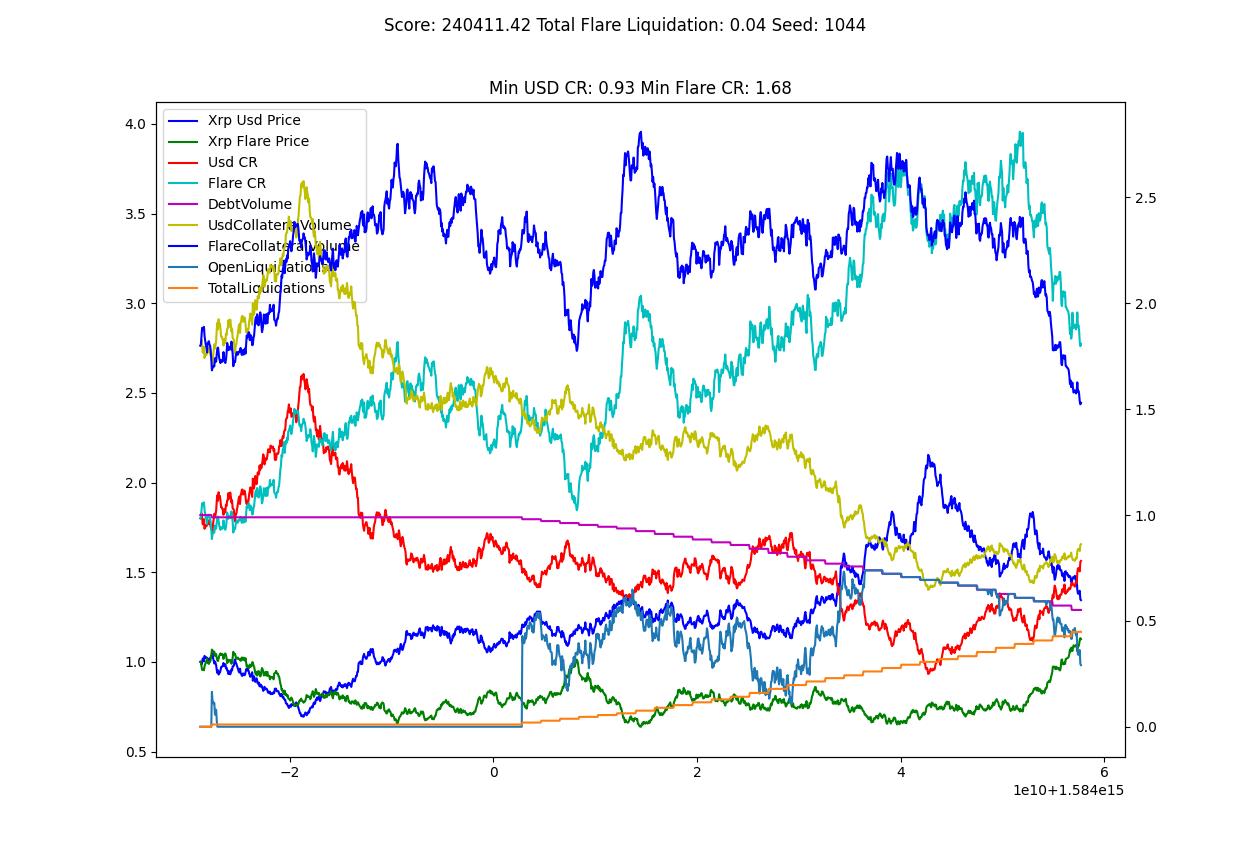 Score: 240411.42 Total Flare Liquidation: 0.04 Seed: 1044
Min USD CR: 0.93 Min Flare CR: 1.68
Xrp Usd Price
Xrp Flare Price
Usd CR
Flare CR
DebtVolume
UsdCollateralVolume
FlareCollateralVolume
OpenLiquidations
TotalLiquidations
4.0
3.5
3.0
2.5
2.0
1.5
1.0
0.5
2.5
2.0
1.5
1.0
0.5
0.0
−2 0 2 4 6
1e10+1.584e15